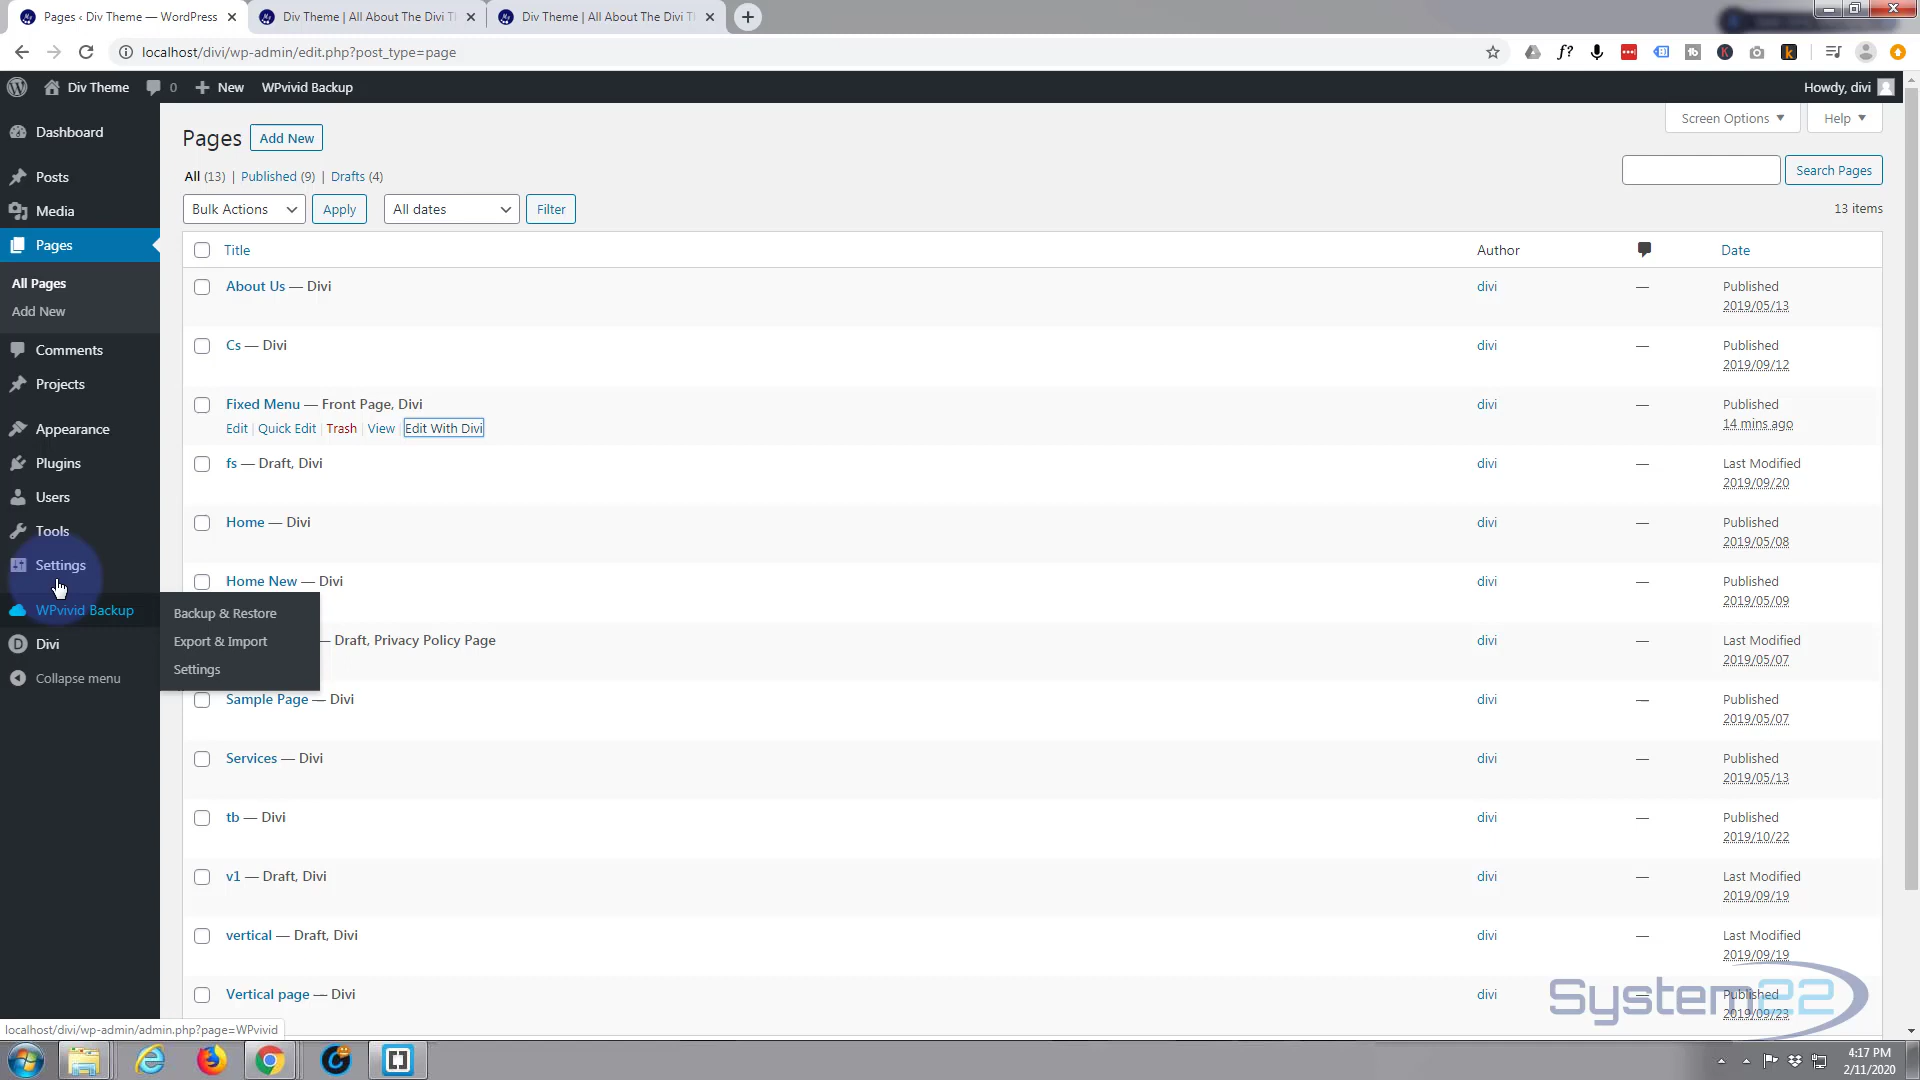 Pages ‹ Div Theme — WordPress
Div Theme | All About The Divi T
Div Theme | All About The Divi T
localhost/divi/wp-admin/edit.php?post_type=page
Div Theme 0 New WPvivid Backup
Howdy, divi
Dashboard
Posts
Media
Pages
All Pages
Add New
Comments
Projects
Appearance
Plugins
Users
Tools
Settings
WPvivid Backup
Divi
Collapse menu
Backup & Restore
Export & Import
Settings
Pages Add New
Screen Options
Help
All (13) | Published (9) | Drafts (4)
Search Pages
Bulk Actions Apply All dates Filter
13 items
Title Author Date
About Us — Divi divi — Published
2019/05/13
Cs — Divi divi — Published
2019/09/12
Fixed Menu — Front Page, Divi divi — Published
Edit | Quick Edit | Trash | View | Edit With Divi 14 mins ago
fs — Draft, Divi divi — Last Modified
2019/09/20
Home — Divi divi — Published
2019/05/08
Home New — Divi divi — Published
2019/05/09
— Draft, Privacy Policy Page divi — Last Modified
2019/05/07
Sample Page — Divi divi — Published
2019/05/07
Services — Divi divi — Published
2019/05/13
tb — Divi divi — Published
2019/10/22
v1 — Draft, Divi divi — Last Modified
2019/09/19
vertical — Draft, Divi divi — Last Modified
2019/09/19
Vertical page — Divi divi — Published
2019/09/23
System22
localhost/divi/wp-admin/admin.php?page=WPvivid
4:17 PM
2/11/2020